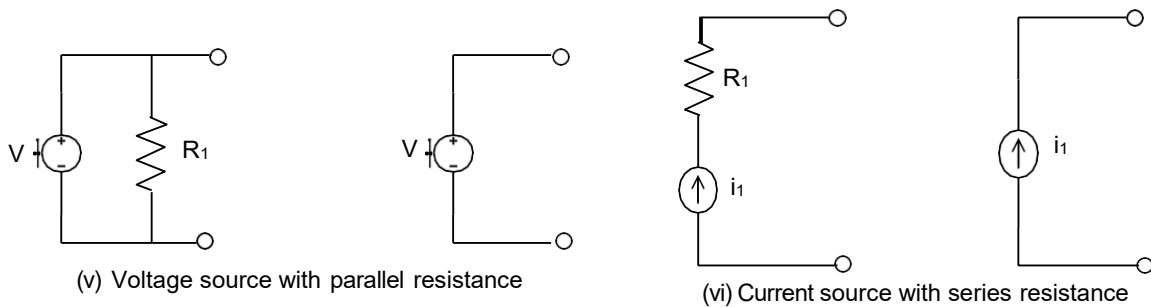 V
+
−
R₁
V
+
−
R₁
i₁
i₁
(v) Voltage source with parallel resistance
(vi) Current source with series resistance